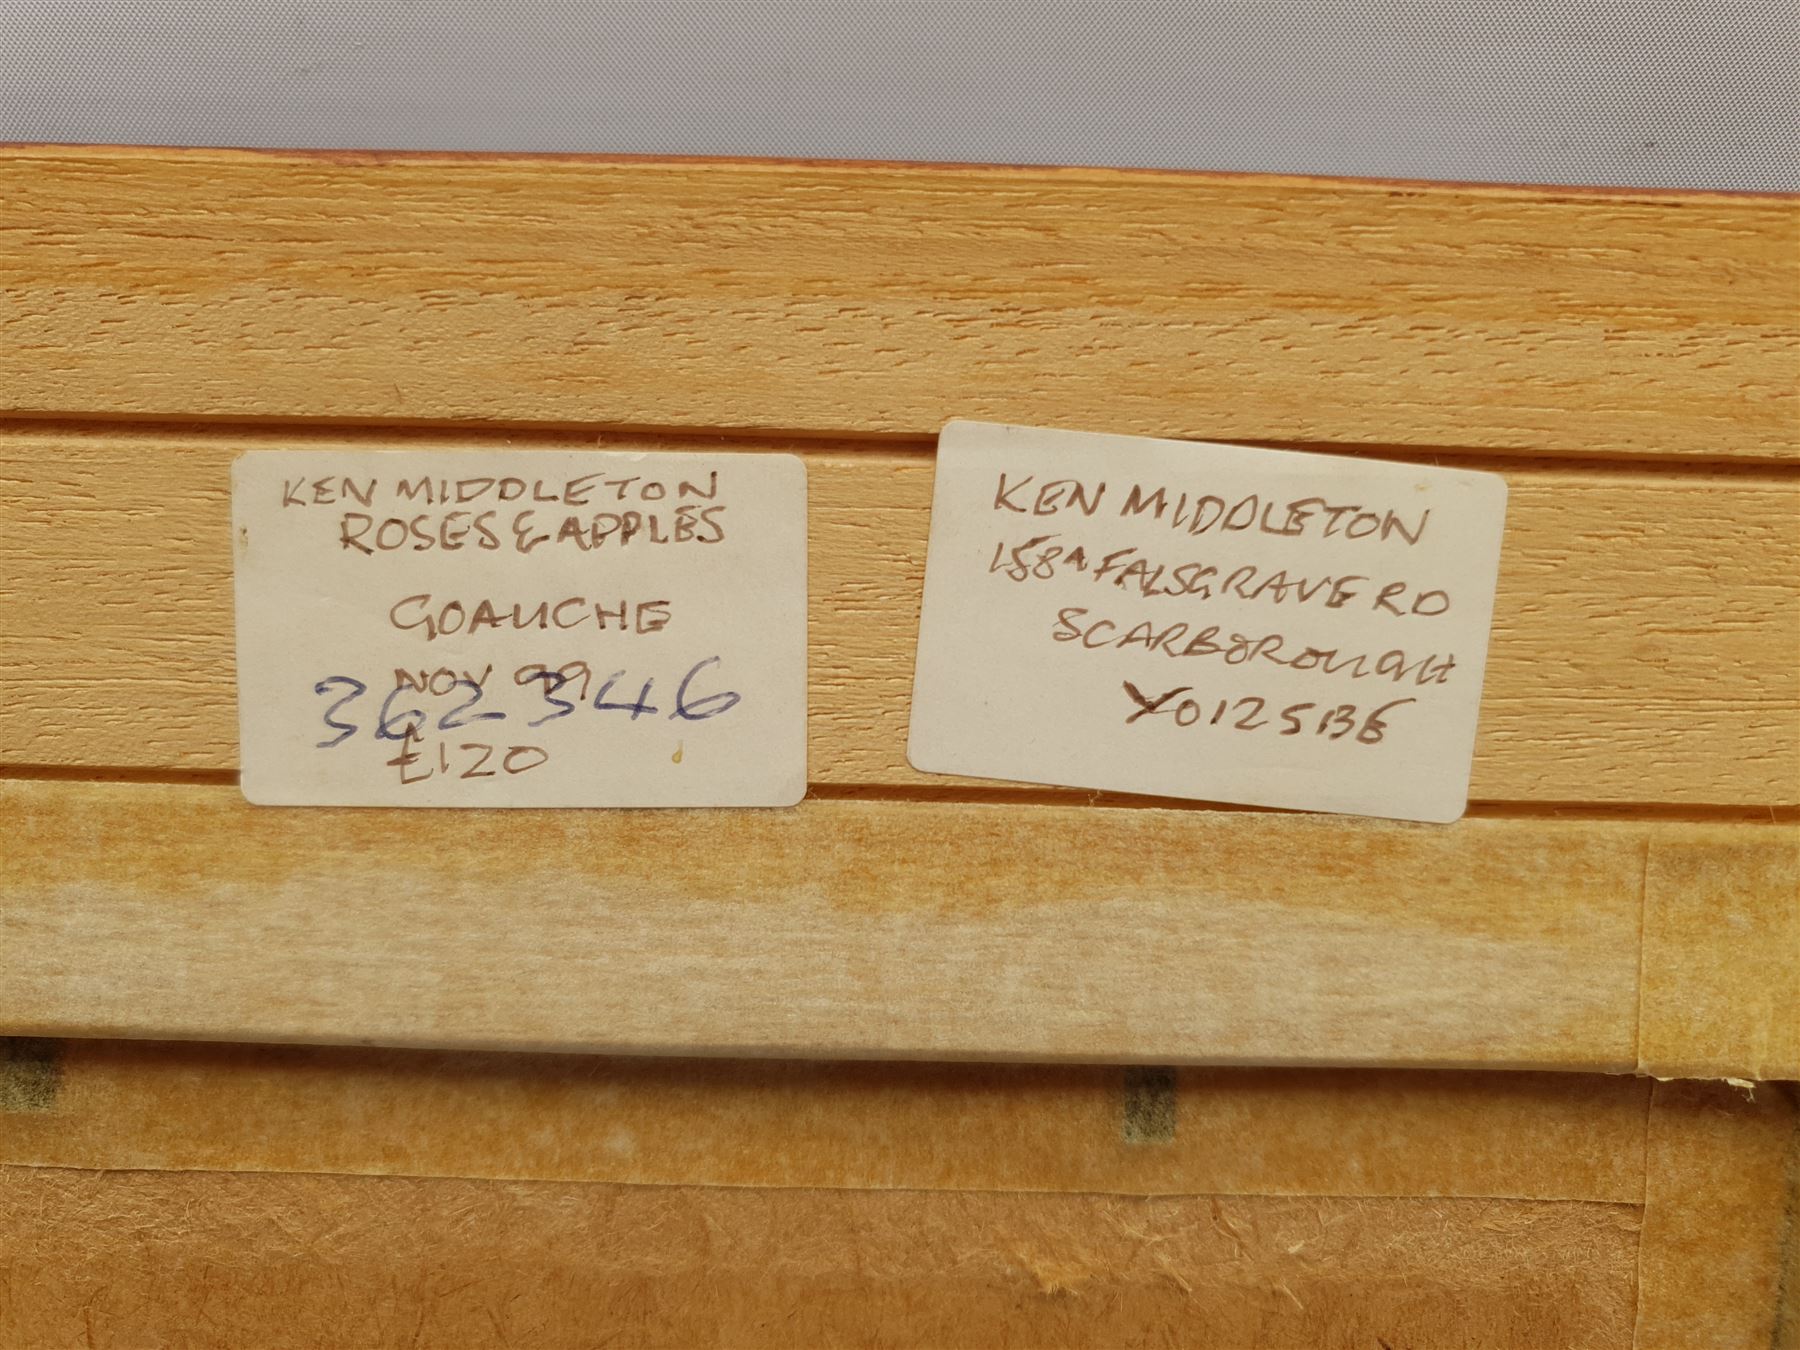 KEN MIDDLETON
ROSES & APPLES
GOAUCHE
NOV 99
362346
£120
KEN MIDDLETON
158A FALSGRAVE RD
SCARBOROUGH
YO12 5BE